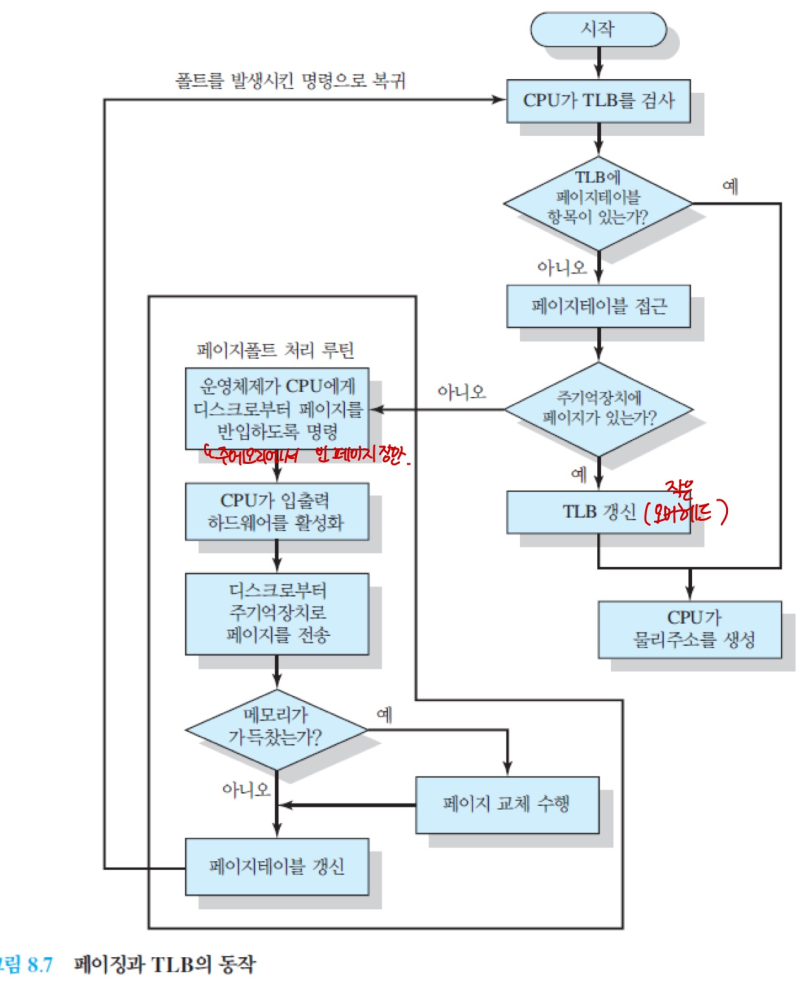 시작
폴트를 발생시킨 명령으로 복귀
CPU가 TLB를 검사
TLB에
페이지테이블
항목이 있는가?
예
아니오
페이지테이블 접근
페이지폴트 처리 루틴
운영체제가 CPU에게
디스크로부터 페이지를
반입하도록 명령
아니오
주기억장치에
페이지가 있는가?
주메모리에서 빈 페이지 장만.
예
작은
TLB 갱신 (오버헤드)
CPU가 입출력
하드웨어를 활성화
디스크로부터
주기억장치로
페이지를 전송
CPU가
물리주소를 생성
메모리가
가득찼는가?
예
아니오
페이지 교체 수행
페이지테이블 갱신
그림 8.7 페이징과 TLB의 동작